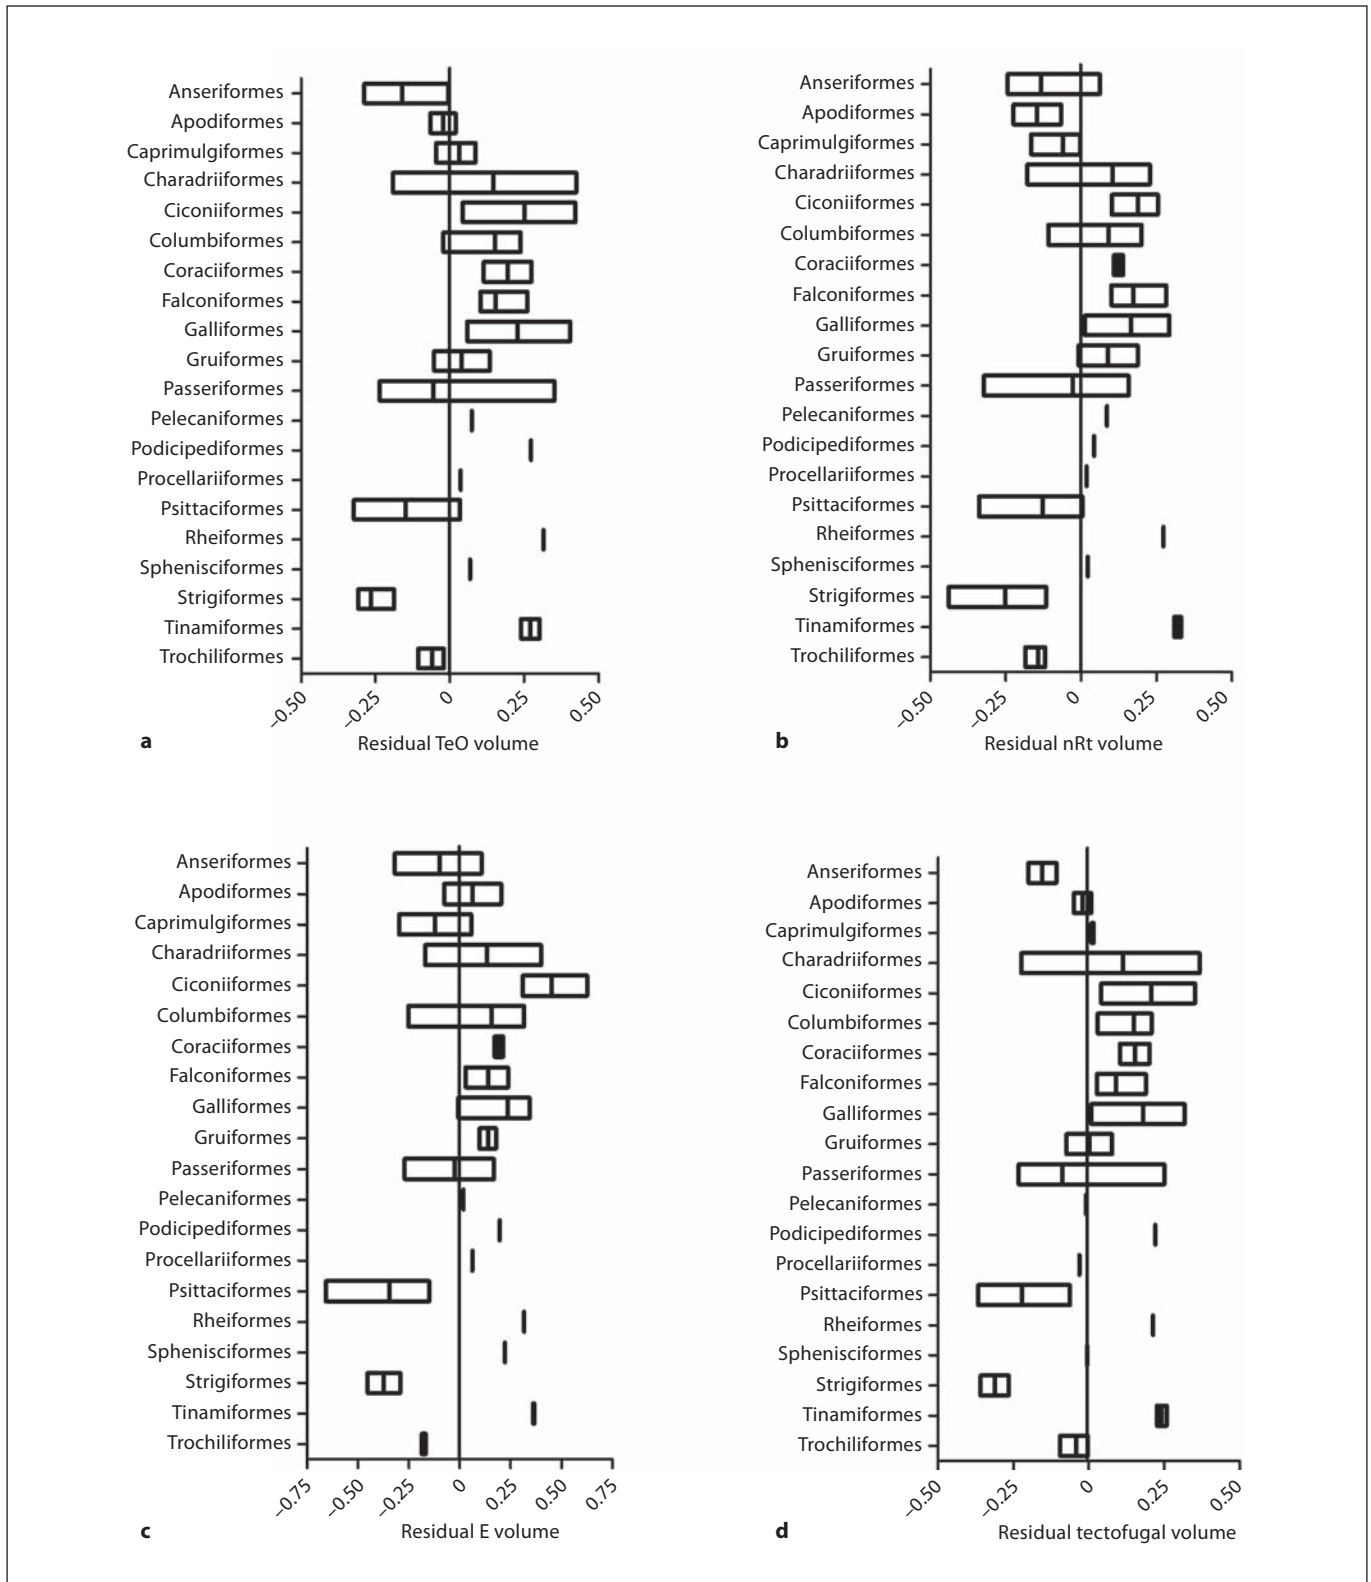 Anseriformes
Apodiformes
Caprimulgiformes
Charadriiformes
Ciconiiformes
Columbiformes
Coraciiformes
Falconiformes
Galliformes
Gruiformes
Passeriformes
Pelecaniformes
Podicipediformes
Procellariiformes
Psittaciformes
Rheiformes
Sphenisciformes
Strigiformes
Tinamiformes
Trochiliformes
–0.50 –0.25 0 0.25 0.50
a Residual TeO volume
Anseriformes
Apodiformes
Caprimulgiformes
Charadriiformes
Ciconiiformes
Columbiformes
Coraciiformes
Falconiformes
Galliformes
Gruiformes
Passeriformes
Pelecaniformes
Podicipediformes
Procellariiformes
Psittaciformes
Rheiformes
Sphenisciformes
Strigiformes
Tinamiformes
Trochiliformes
–0.50 –0.25 0 0.25 0.50
b Residual nRt volume
Anseriformes
Apodiformes
Caprimulgiformes
Charadriiformes
Ciconiiformes
Columbiformes
Coraciiformes
Falconiformes
Galliformes
Gruiformes
Passeriformes
Pelecaniformes
Podicipediformes
Procellariiformes
Psittaciformes
Rheiformes
Sphenisciformes
Strigiformes
Tinamiformes
Trochiliformes
–0.75 –0.50 –0.25 0 0.25 0.50 0.75
c Residual E volume
Anseriformes
Apodiformes
Caprimulgiformes
Charadriiformes
Ciconiiformes
Columbiformes
Coraciiformes
Falconiformes
Galliformes
Gruiformes
Passeriformes
Pelecaniformes
Podicipediformes
Procellariiformes
Psittaciformes
Rheiformes
Sphenisciformes
Strigiformes
Tinamiformes
Trochiliformes
–0.50 –0.25 0 0.25 0.50
d Residual tectofugal volume